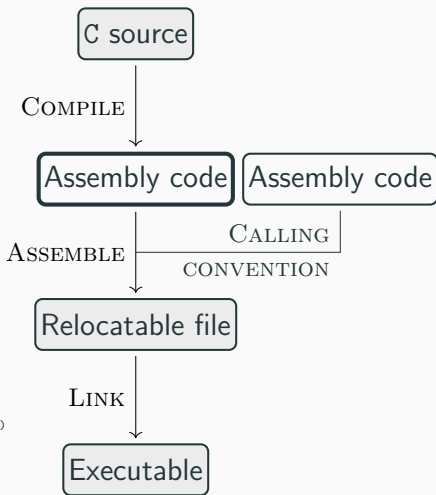 C source
COMPILE
Assembly code Assembly code
CALLING
ASSEMBLE
CONVENTION
Relocatable file
LINK
Executable